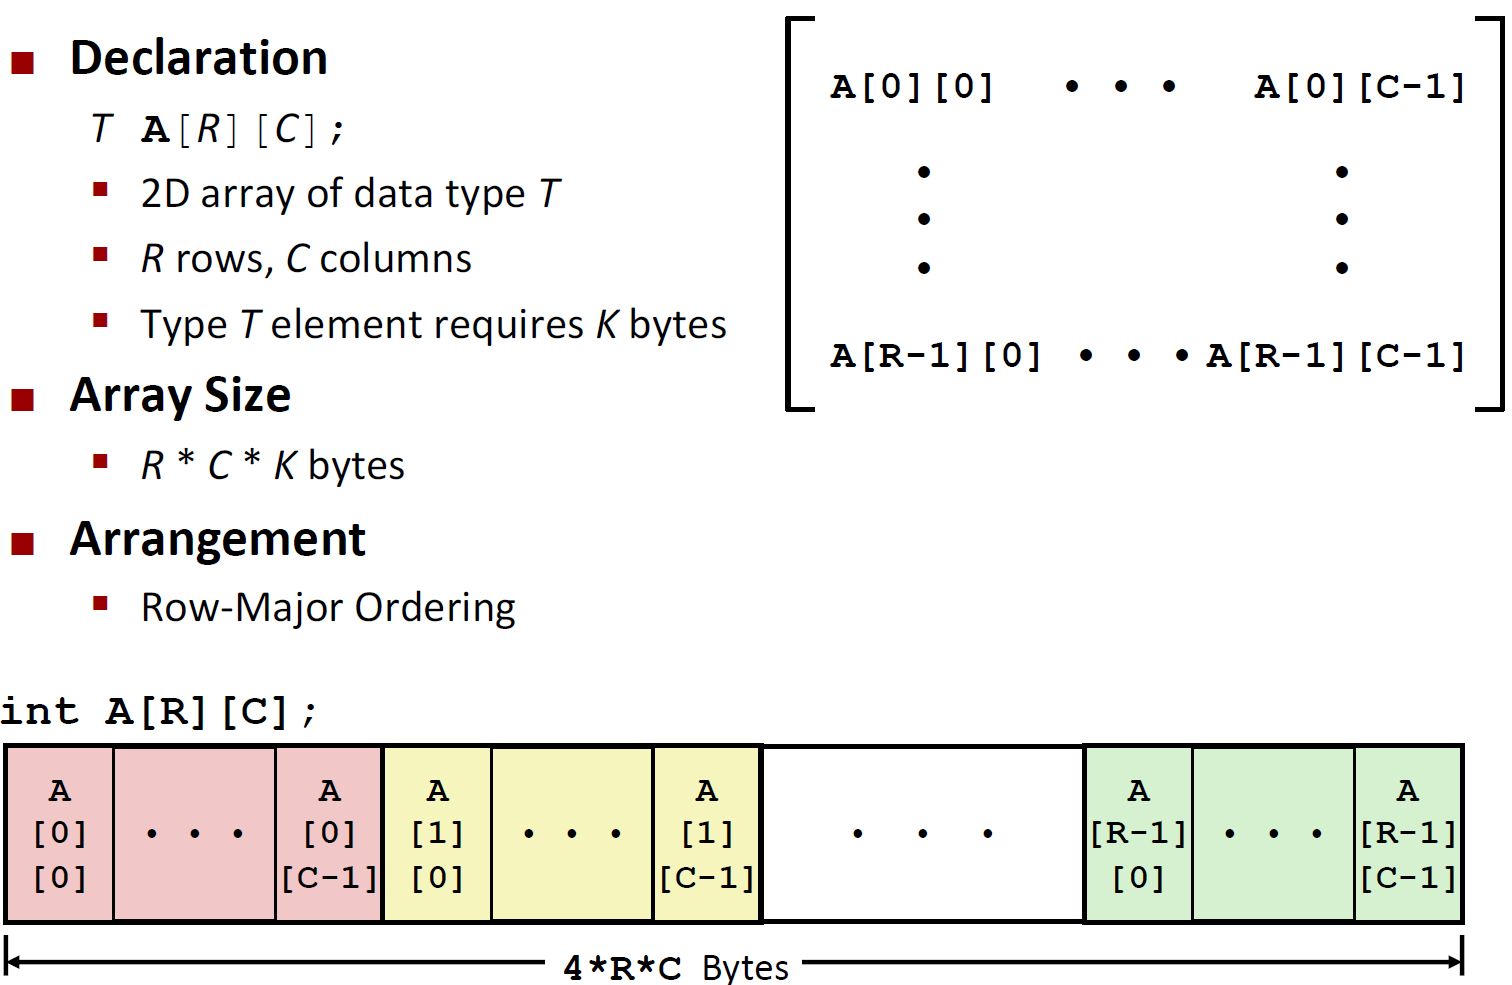 Declaration
T A[R][C];
2D array of data type T
R rows, C columns
Type T element requires K bytes
Array Size
R * C * K bytes
Arrangement
Row-Major Ordering
A[0][0] • • • A[0][C-1]
• •
• •
• •
A[R-1][0] • • • A[R-1][C-1]
int A[R][C];
A A A A A A
[0] • • • [0] [1] • • • [1] • • • [R-1] • • • [R-1]
[0] [C-1] [0] [C-1] [0] [C-1]
4*R*C Bytes